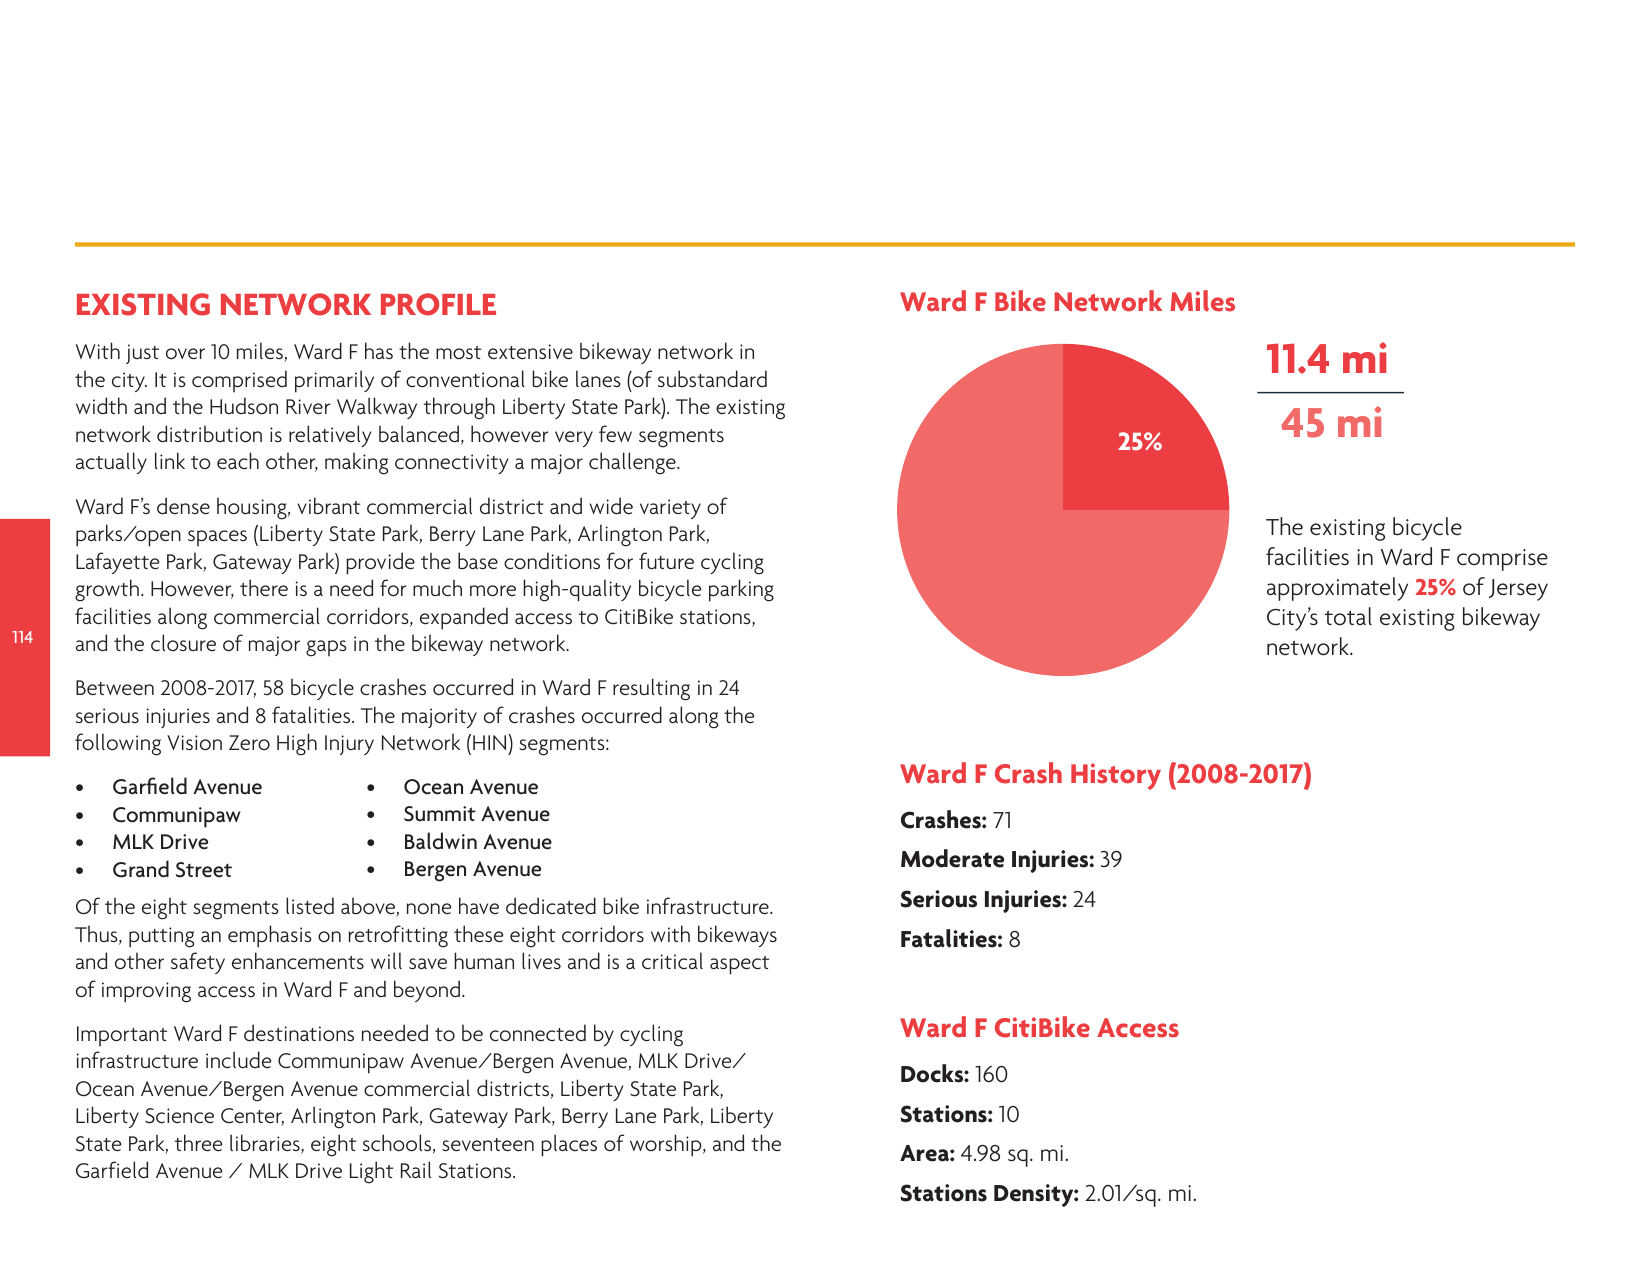 EXISTING NETWORK PROFILE
With just over 10 miles, Ward F has the most extensive bikeway network in
the city. It is comprised primarily of conventional bike lanes (of substandard
width and the Hudson River Walkway through Liberty State Park). The existing
network distribution is relatively balanced, however very few segments
actually link to each other, making connectivity a major challenge.
Ward F's dense housing, vibrant commercial district and wide variety of
parks/open spaces (Liberty State Park, Berry Lane Park, Arlington Park,
Lafayette Park, Gateway Park) provide the base conditions for future cycling
growth. However, there is a need for much more high-quality bicycle parking
facilities along commercial corridors, expanded access to CitiBike stations,
and the closure of major gaps in the bikeway network.
114
Between 2008-2017, 58 bicycle crashes occurred in Ward F resulting in 24
serious injuries and 8 fatalities. The majority of crashes occurred along the
following Vision Zero High Injury Network (HIN) segments:
• Garfield Avenue
• Communipaw
• MLK Drive
• Grand Street
• Ocean Avenue
• Summit Avenue
• Baldwin Avenue
• Bergen Avenue
Of the eight segments listed above, none have dedicated bike infrastructure.
Thus, putting an emphasis on retrofitting these eight corridors with bikeways
and other safety enhancements will save human lives and is a critical aspect
of improving access in Ward F and beyond.
Important Ward F destinations needed to be connected by cycling
infrastructure include Communipaw Avenue/Bergen Avenue, MLK Drive/
Ocean Avenue/Bergen Avenue commercial districts, Liberty State Park,
Liberty Science Center, Arlington Park, Gateway Park, Berry Lane Park, Liberty
State Park, three libraries, eight schools, seventeen places of worship, and the
Garfield Avenue / MLK Drive Light Rail Stations.
Ward F Bike Network Miles
25%
11.4 mi
45 mi
The existing bicycle
facilities in Ward F comprise
approximately 25% of Jersey
City's total existing bikeway
network.
Ward F Crash History (2008-2017)
Crashes: 71
Moderate Injuries: 39
Serious Injuries: 24
Fatalities: 8
Ward F CitiBike Access
Docks: 160
Stations: 10
Area: 4.98 sq. mi.
Stations Density: 2.01/sq. mi.